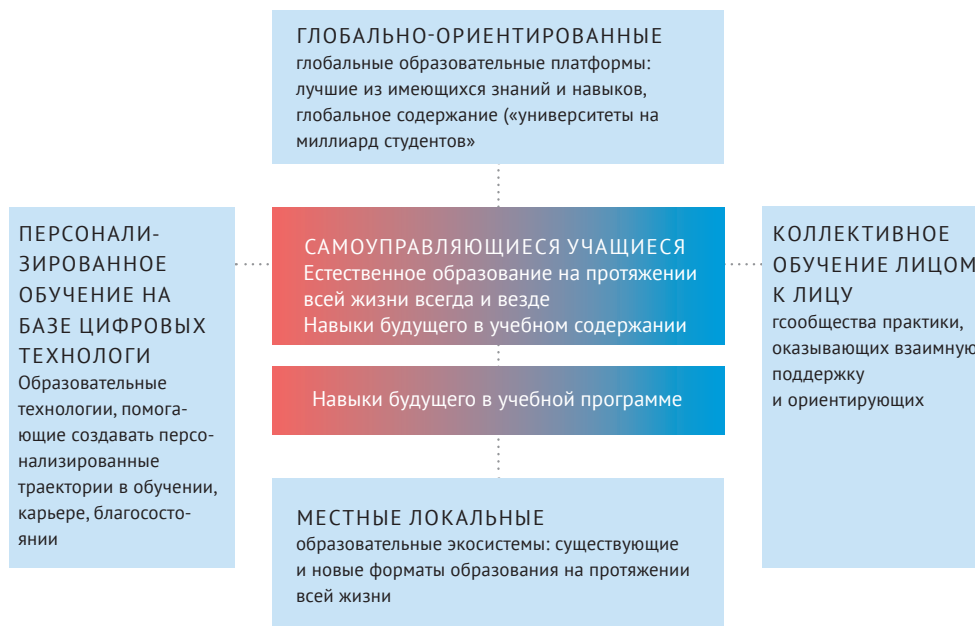 ГЛОБАЛЬНО-ОРИЕНТИРОВАННЫЕ
глобальные образовательные платформы:
лучшие из имеющихся знаний и навыков,
глобальное содержание («университеты на
миллиард студентов»
ПЕРСОНАЛИ-
ЗИРОВАННОЕ
ОБУЧЕНИЕ НА
БАЗЕ ЦИФРОВЫХ
ТЕХНОЛОГИ
Образовательные
технологии, помога-
ющие создавать персо-
нализированные
траектории в обучении,
карьере, благосостo-
янии
САМОУПРАВЛЯЮЩИЕСЯ УЧАЩИЕСЯ
Естественное образование на протяжении
всей жизни всегда и везде
Навыки будущего в учебном содержании
Навыки будущего в учебной программе
КОЛЛЕКТИВНОЕ
ОБУЧЕНИЕ ЛИЦОМ
К ЛИЦУ
гсообщества практики,
оказывающих взаимную
поддержку
и ориентирующих
МЕСТНЫЕ ЛОКАЛЬНЫЕ
образовательные экосистемы: существующие
и новые форматы образования на протяжении
всей жизни